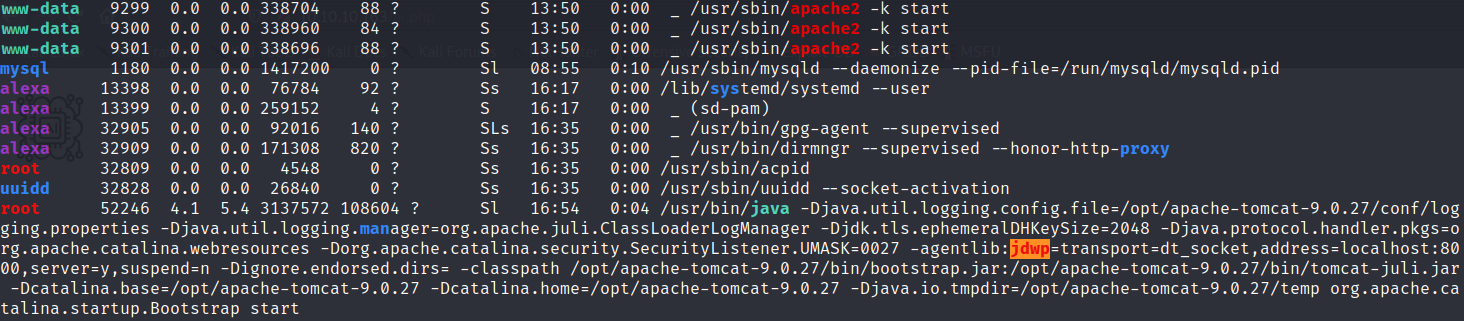 www-data    9299  0.0  0.0 338704    88 ?        S    13:50   0:00  _ /usr/sbin/apache2 -k start
www-data    9300  0.0  0.0 338960    84 ?        S    13:50   0:00  _ /usr/sbin/apache2 -k start
www-data    9301  0.0  0.0 338696    88 ?        S    13:50   0:00  _ /usr/sbin/apache2 -k start
mysql       1180  0.0  0.0 1417200    0 ?        Sl   08:55   0:10 /usr/sbin/mysqld --daemonize --pid-file=/run/mysqld/mysqld.pid
alexa      13398  0.0  0.0  76784    92 ?        Ss   16:17   0:00 /lib/systemd/systemd --user
alexa      13399  0.0  0.0 259152     4 ?        S    16:17   0:00  _ (sd-pam)
alexa      32905  0.0  0.0  92016   140 ?        SLs  16:35   0:00  _ /usr/bin/gpg-agent --supervised
alexa      32909  0.0  0.0 171308   820 ?        Ss   16:35   0:00  _ /usr/bin/dirmngr --supervised --honor-http-proxy
root       32809  0.0  0.0   4548     0 ?        Ss   16:35   0:00 /usr/sbin/acpid
uuidd      32828  0.0  0.0  26840     0 ?        Ss   16:35   0:00 /usr/sbin/uuidd --socket-activation
root       52246  4.1  5.4 3137572 108604 ?      Sl   16:54   0:04 /usr/bin/java -Djava.util.logging.config.file=/opt/apache-tomcat-9.0.27/conf/log
ging.properties -Djava.util.logging.manager=org.apache.juli.ClassLoaderLogManager -Djdk.tls.ephemeralDHKeySize=2048 -Djava.protocol.handler.pkgs=o
rg.apache.catalina.webresources -Dorg.apache.catalina.security.SecurityListener.UMASK=0027 -agentlib:jdwp=transport=dt_socket,address=localhost:80
00,server=y,suspend=n -Dignore.endorsed.dirs= -classpath /opt/apache-tomcat-9.0.27/bin/bootstrap.jar:/opt/apache-tomcat-9.0.27/bin/tomcat-juli.jar
 -Dcatalina.base=/opt/apache-tomcat-9.0.27 -Dcatalina.home=/opt/apache-tomcat-9.0.27 -Djava.io.tmpdir=/opt/apache-tomcat-9.0.27/temp org.apache.ca
talina.startup.Bootstrap start